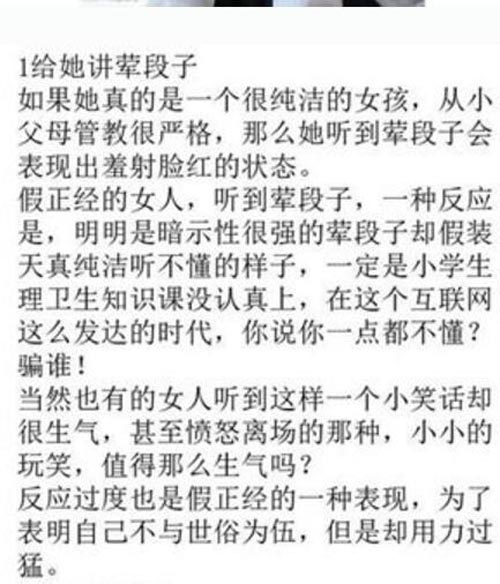 1给她讲荤段子
如果她真的是一个很纯洁的女孩，从小
父母管教很严格，那么她听到荤段子会
表现出羞射脸红的状态。
假正经的女人，听到荤段子，一种反应
是，明明是暗示性很强的荤段子却假装
天真纯洁听不懂的样子，一定是小学生
理卫生知识课没认真上，在这个互联网
这么发达的时代，你说你一点都不懂？
骗谁！
当然也有的女人听到这样一个小笑话却
很生气，甚至愤怒离场的那种，小小的
玩笑，值得那么生气吗？
反应过度也是假正经的一种表现，为了
表明自己不与世俗为伍，但是却用力过
猛。